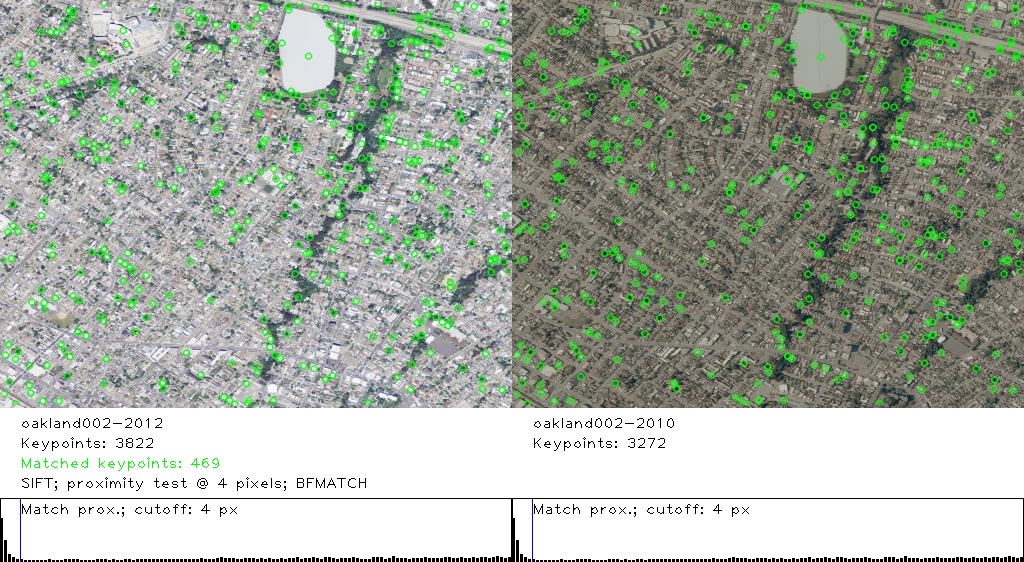 oakland002-2012
Keypoints: 3822
Matched keypoints: 469
SIFT; proximity test @ 4 pixels; BFMATCH
oakland002-2010
Keypoints: 3272
Match prox.; cutoff: 4 px
Match prox.; cutoff: 4 px